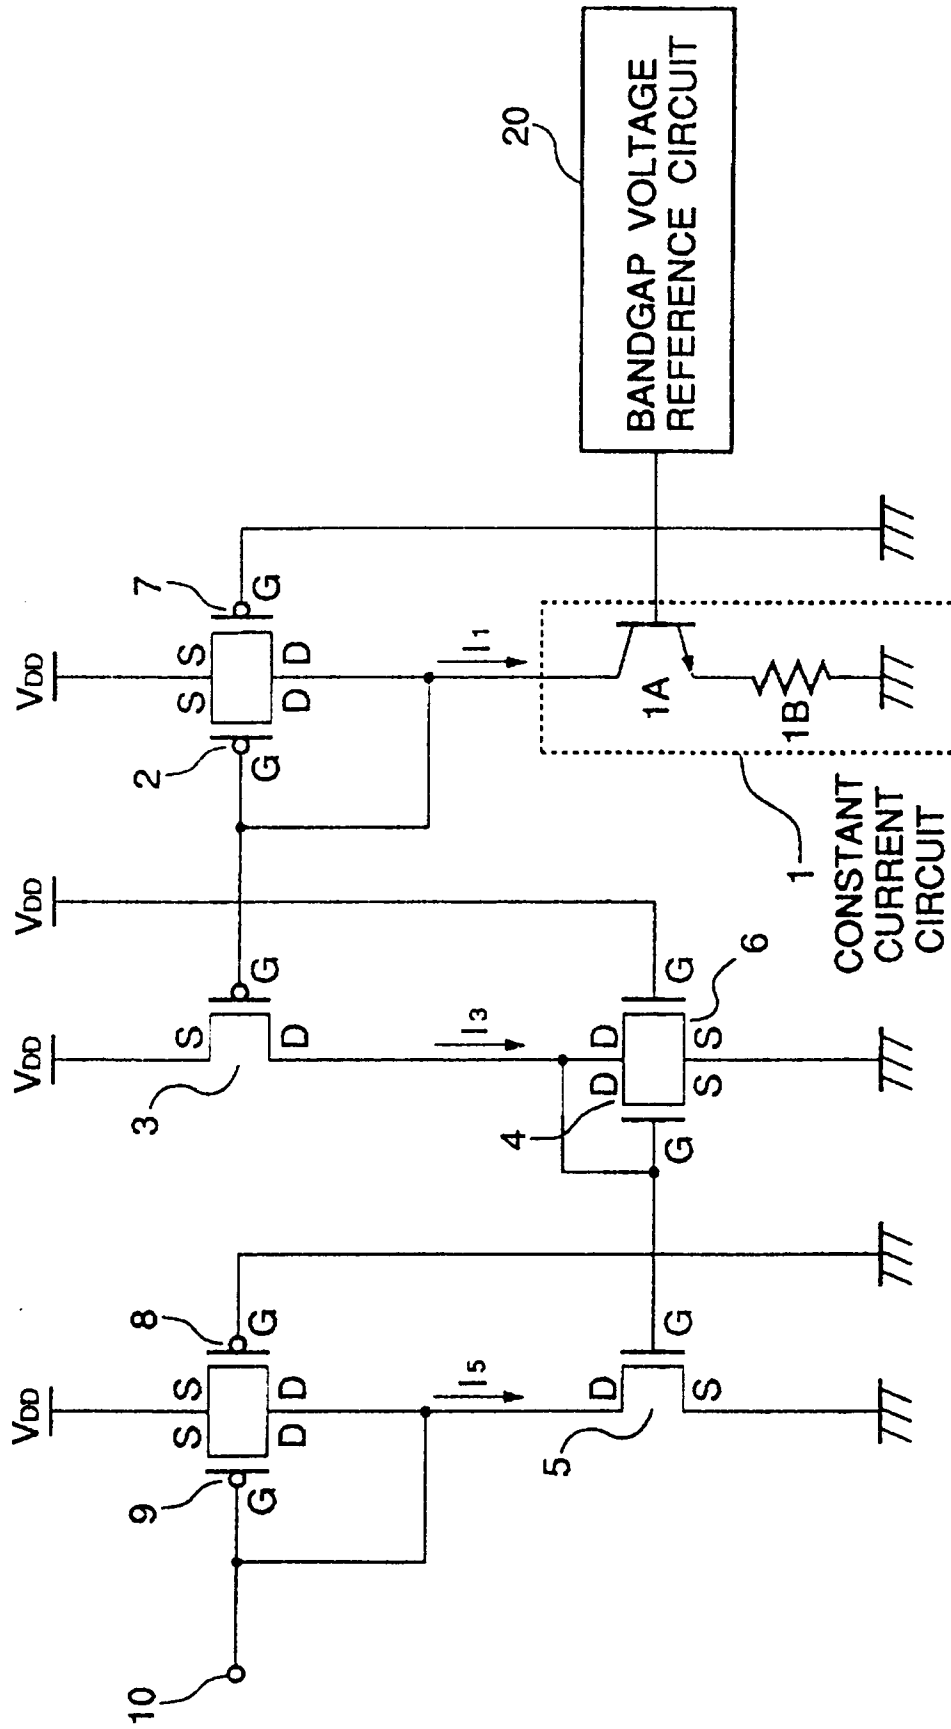 VDD VDD VDD VDD
10 9 8 3 2 7
S S S S S
G G G G G
D D D D D
I5 I3 I1
4 20
5
D D D
BANDGAP VOLTAGE
REFERENCE CIRCUIT
G G G 1A
S S S
6
1B
1
CONSTANT
CURRENT
CIRCUIT